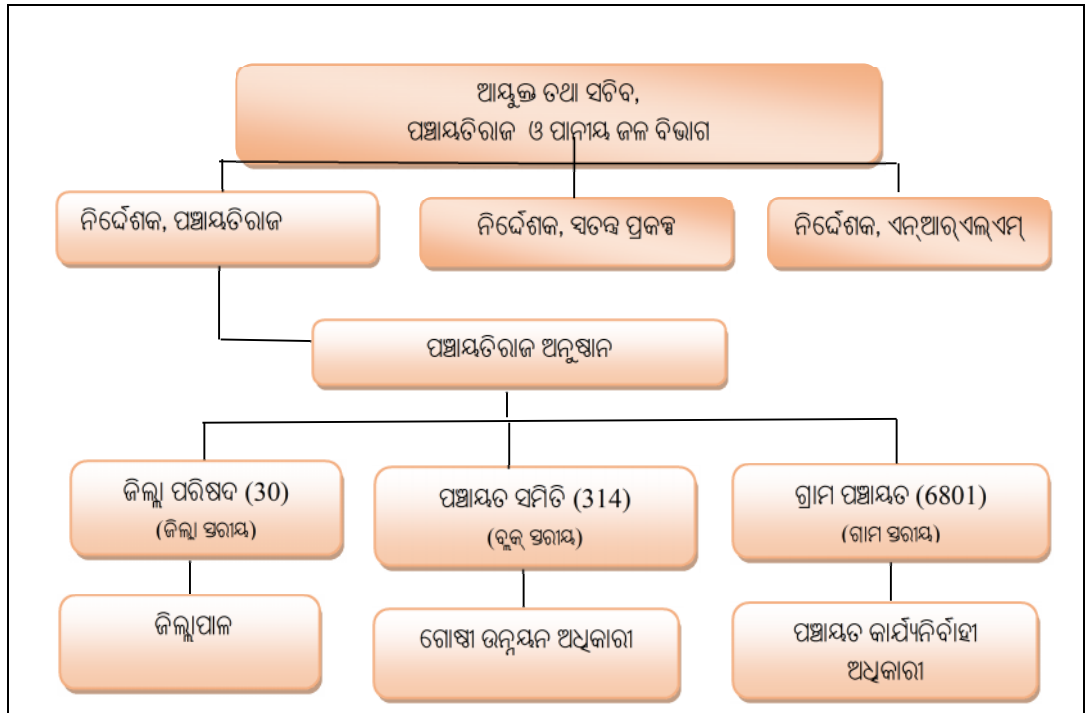 ଆୟୁକ୍ତ ତଥା ସଚିବ,
ପଞ୍ଚାୟତିରାଜ ଓ ପାନୀୟ ଜଳ ବିଭାଗ
ନିର୍ଦ୍ଦେଶକ, ପଞ୍ଚାୟତିରାଜ
ନିର୍ଦ୍ଦେଶକ, ସ୍ୱତନ୍ତ୍ର ପ୍ରକଳ୍ପ
ନିର୍ଦ୍ଦେଶକ, ଏନ୍‌ଆର୍‌ଏଲ୍‌ଏମ୍
ପଞ୍ଚାୟତିରାଜ ଅନୁଷ୍ଠାନ
ଜିଲ୍ଲା ପରିଷଦ (30)
(ଜିଲ୍ଲା ସ୍ତରୀୟ)
ପଞ୍ଚାୟତ ସମିତି (314)
(ବ୍ଲକ୍ ସ୍ତରୀୟ)
ଗ୍ରାମ ପଞ୍ଚାୟତ (6801)
(ଗାମ ସ୍ତରୀୟ)
ଜିଲ୍ଲାପାଳ
ଗୋଷ୍ଠୀ ଉନ୍ନୟନ ଅଧିକାରୀ
ପଞ୍ଚାୟତ କାର୍ଯ୍ୟନିର୍ବାହୀ
ଅଧିକାରୀ